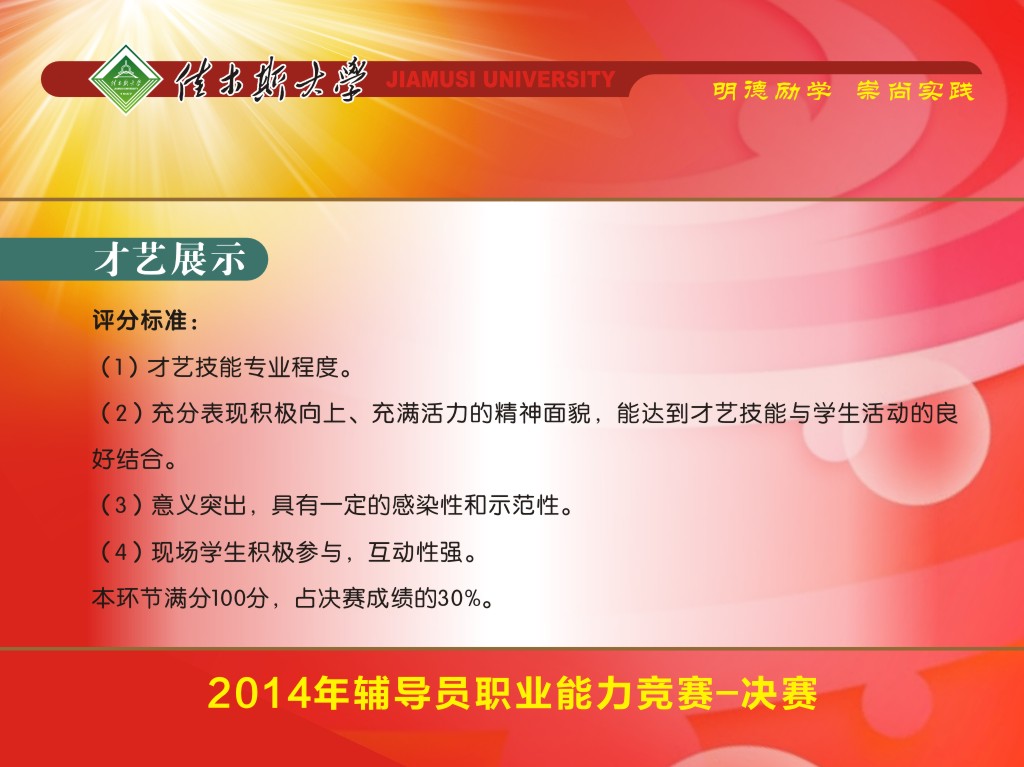 佳木斯大学 JIAMUSI UNIVERSITY
明德励学 崇尚实践
才艺展示
评分标准：
（1）才艺技能专业程度。
（2）充分表现积极向上、充满活力的精神面貌，能达到才艺技能与学生活动的良
好结合。
（3）意义突出，具有一定的感染性和示范性。
（4）现场学生积极参与，互动性强。
本环节满分100分，占决赛成绩的30%。
2014年辅导员职业能力竞赛-决赛